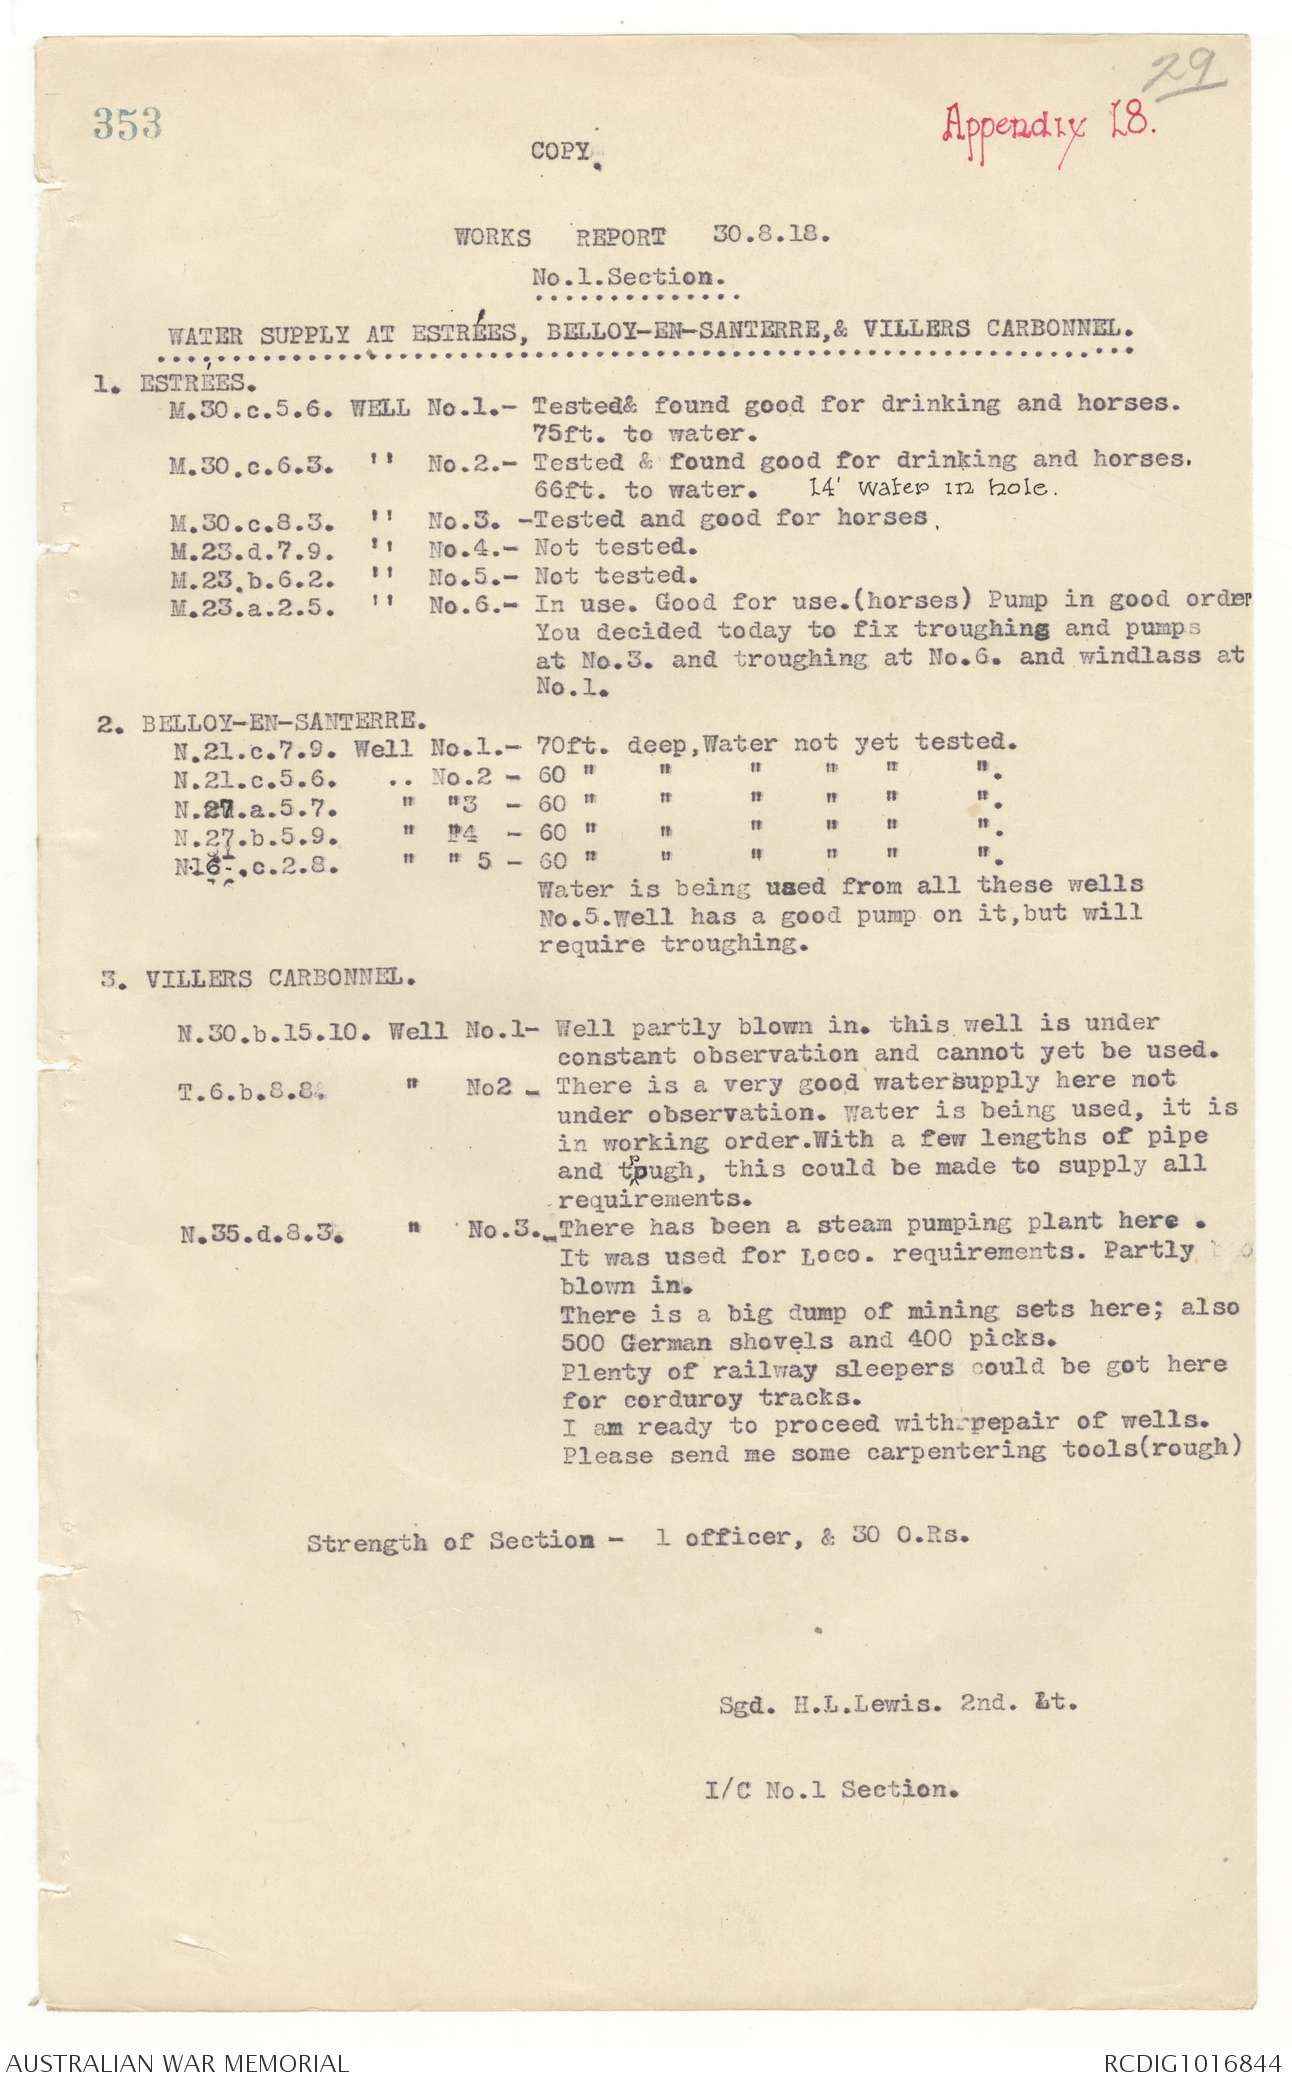 29
353
Appendix 18.
COPY.
WORKS REPORT 30.8.18.
No.1.Section.
WATER SUPPLY AT ESTRÉES, BELLOY-EN-SANTERRE,& VILLERS CARBONNEL.
1. ESTRÉES.
M.30.c.5.6. WELL No.1.- Tested& found good for drinking and horses.
75ft. to water.
M.30.c.6.3. '' No.2.- Tested & found good for drinking and horses.
66ft. to water. 14' water in hole.
M.30.c.8.3. '' No.3. -Tested and good for horses.
M.23.d.7.9. '' No.4.- Not tested.
M.23.b.6.2. '' No.5.- Not tested.
M.23.a.2.5. '' No.6.- In use. Good for use.(horses) Pump in good order
You decided today to fix troughing and pumps
at No.3. and troughing at No.6. and windlass at
No.1.
2. BELLOY-EN-SANTERRE.
N.21.c.7.9. Well No.1.- 70ft. deep,Water not yet tested.
N.21.c.5.6. .. No.2 - 60 " " " " " ".
N.27.a.5.7. " "3 - 60 " " " " " ".
N.27.b.5.9. " "4 - 60 " " " " " ".
N16.c.2.8. " " 5 - 60 " " " " " ".
Water is being used from all these wells
No.5.Well has a good pump on it,but will
require troughing.
3. VILLERS CARBONNEL.
N.30.b.15.10. Well No.1- Well partly blown in. this well is under
constant observation and cannot yet be used.
T.6.b.8.8. " No2 - There is a very good watersupply here not
under observation. Water is being used, it is
in working order.With a few lengths of pipe
and trough, this could be made to supply all
requirements.
N.35.d.8.3. " No.3.-There has been a steam pumping plant here .
It was used for Loco. requirements. Partly
blown in.
There is a big dump of mining sets here; also
500 German shovels and 400 picks.
Plenty of railway sleepers could be got here
for corduroy tracks.
I am ready to proceed with repair of wells.
Please send me some carpentering tools(rough)
Strength of Section - 1 officer, & 30 O.Rs.
Sgd. H.L.Lewis. 2nd. Lt.
I/C No.1 Section.
AUSTRALIAN WAR MEMORIAL
RCDIG1016844